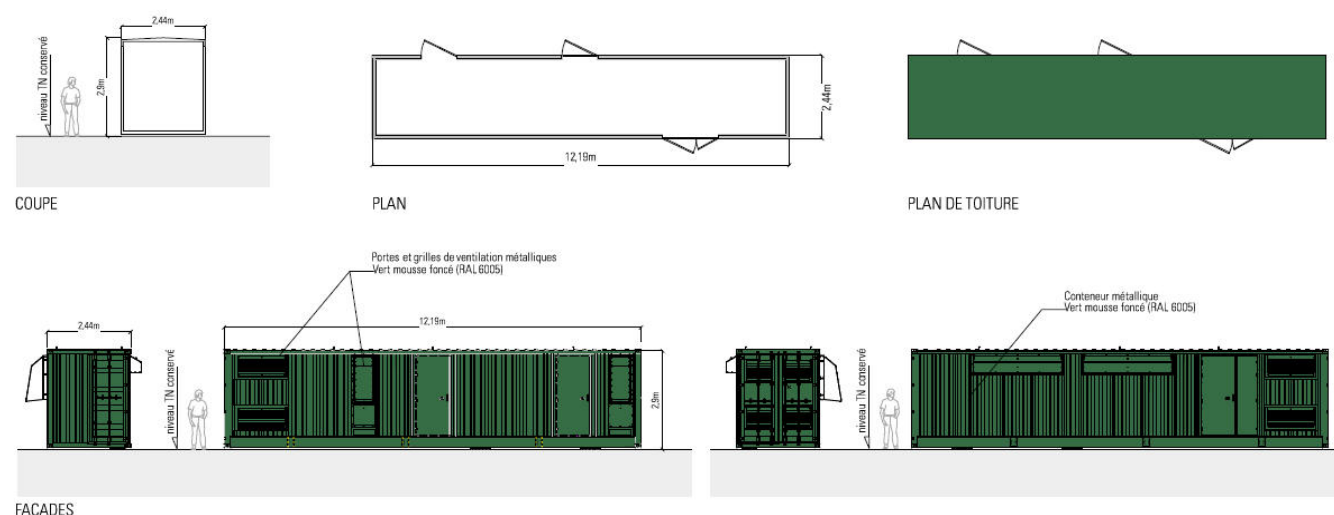 2,44m
niveau TN conservé
2,9m
COUPE
2,44m
12,19m
PLAN
PLAN DE TOITURE
Portes et grilles de ventilation métalliques
Vert mousse foncé (RAL 6005)
2,44m
niveau TN conservé
12,19m
2,9m
niveau TN conservé
Conteneur métallique
Vert mousse foncé (RAL 6005)
FACADES